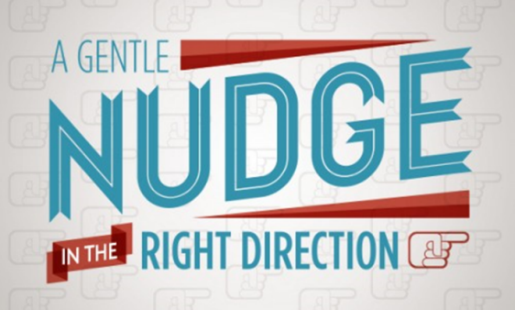 A GENTLE
NUDGE
IN THE RIGHT DIRECTION